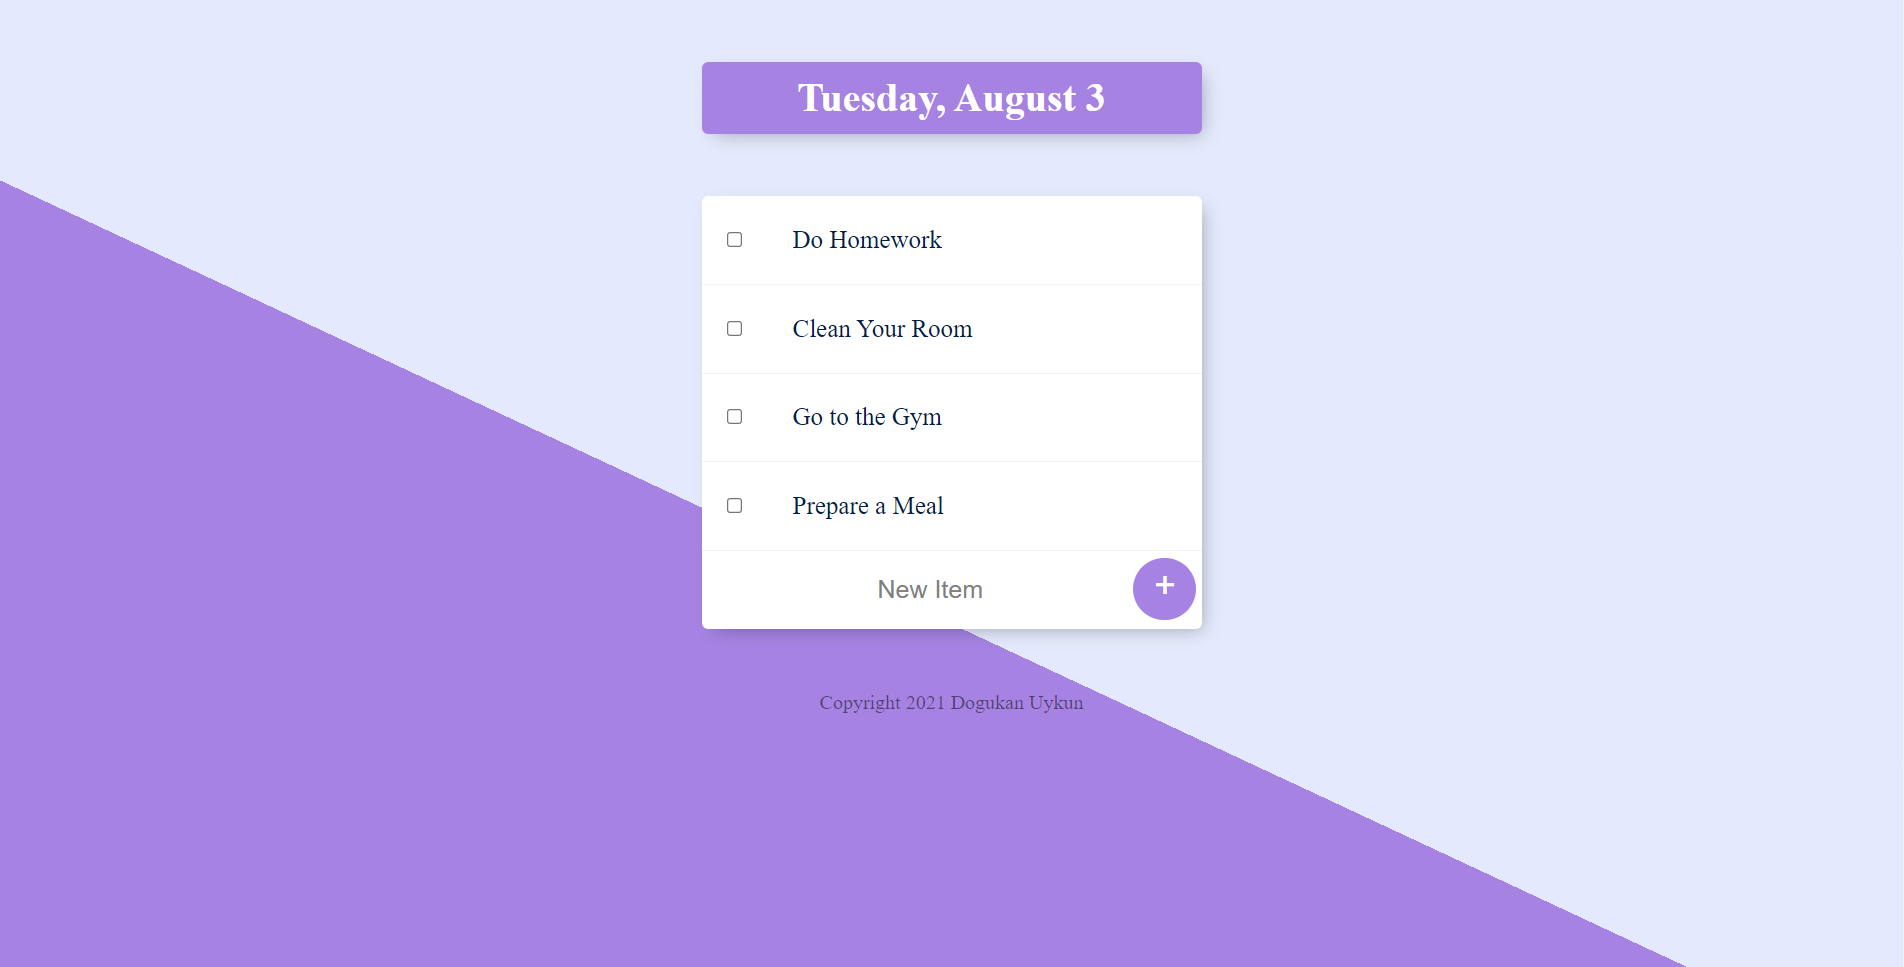 Tuesday, August 3
Do Homework
Clean Your Room
Go to the Gym
Prepare a Meal
New Item
+
Copyright 2021 Dogukan Uykun